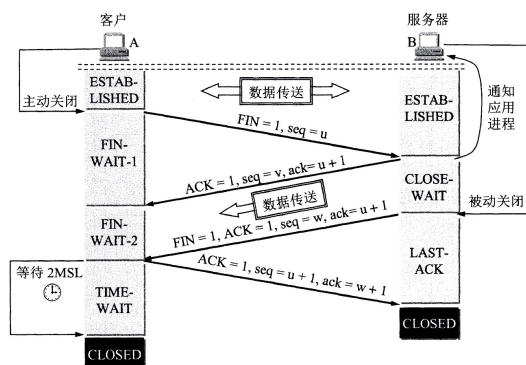 客户
服务器
A
B
ESTAB-
LISHED
主动关闭
数据传送
ESTAB-
LISHED
通知
应用
进程
FIN = 1, seq = u
FIN-
WAIT-1
ACK = 1, seq = v, ack= u + 1
CLOSE-
WAIT
数据传送
被动关闭
FIN = 1, ACK = 1, seq = w, ack= u + 1
FIN-
WAIT-2
等待 2MSL
ACK = 1, seq = u + 1, ack = w + 1
LAST-
ACK
TIME-
WAIT
CLOSED
CLOSED